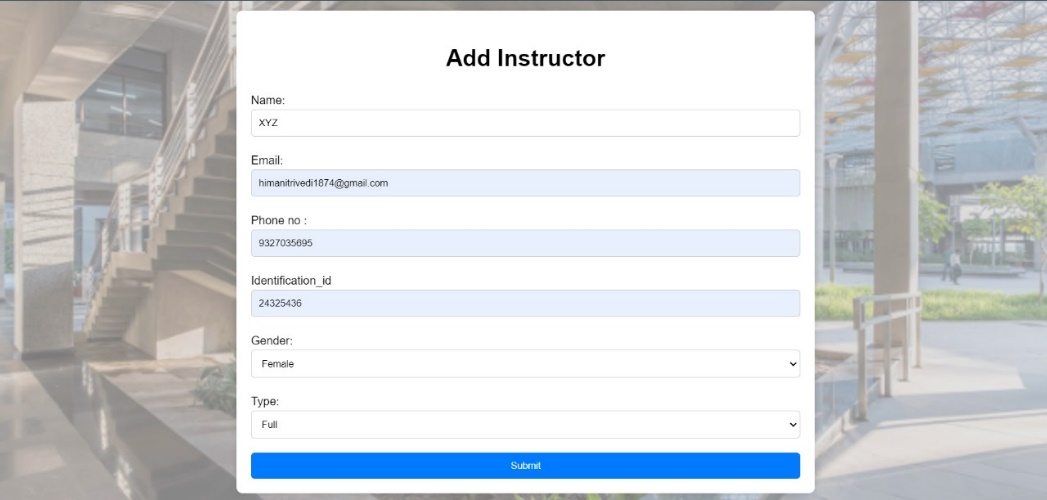 Add Instructor
Name:
XYZ
Email:
himanitrivedi1874@gmail.com
Phone no :
9327035695
Identification_id
24325436
Gender:
Female
Type:
Full
Submit